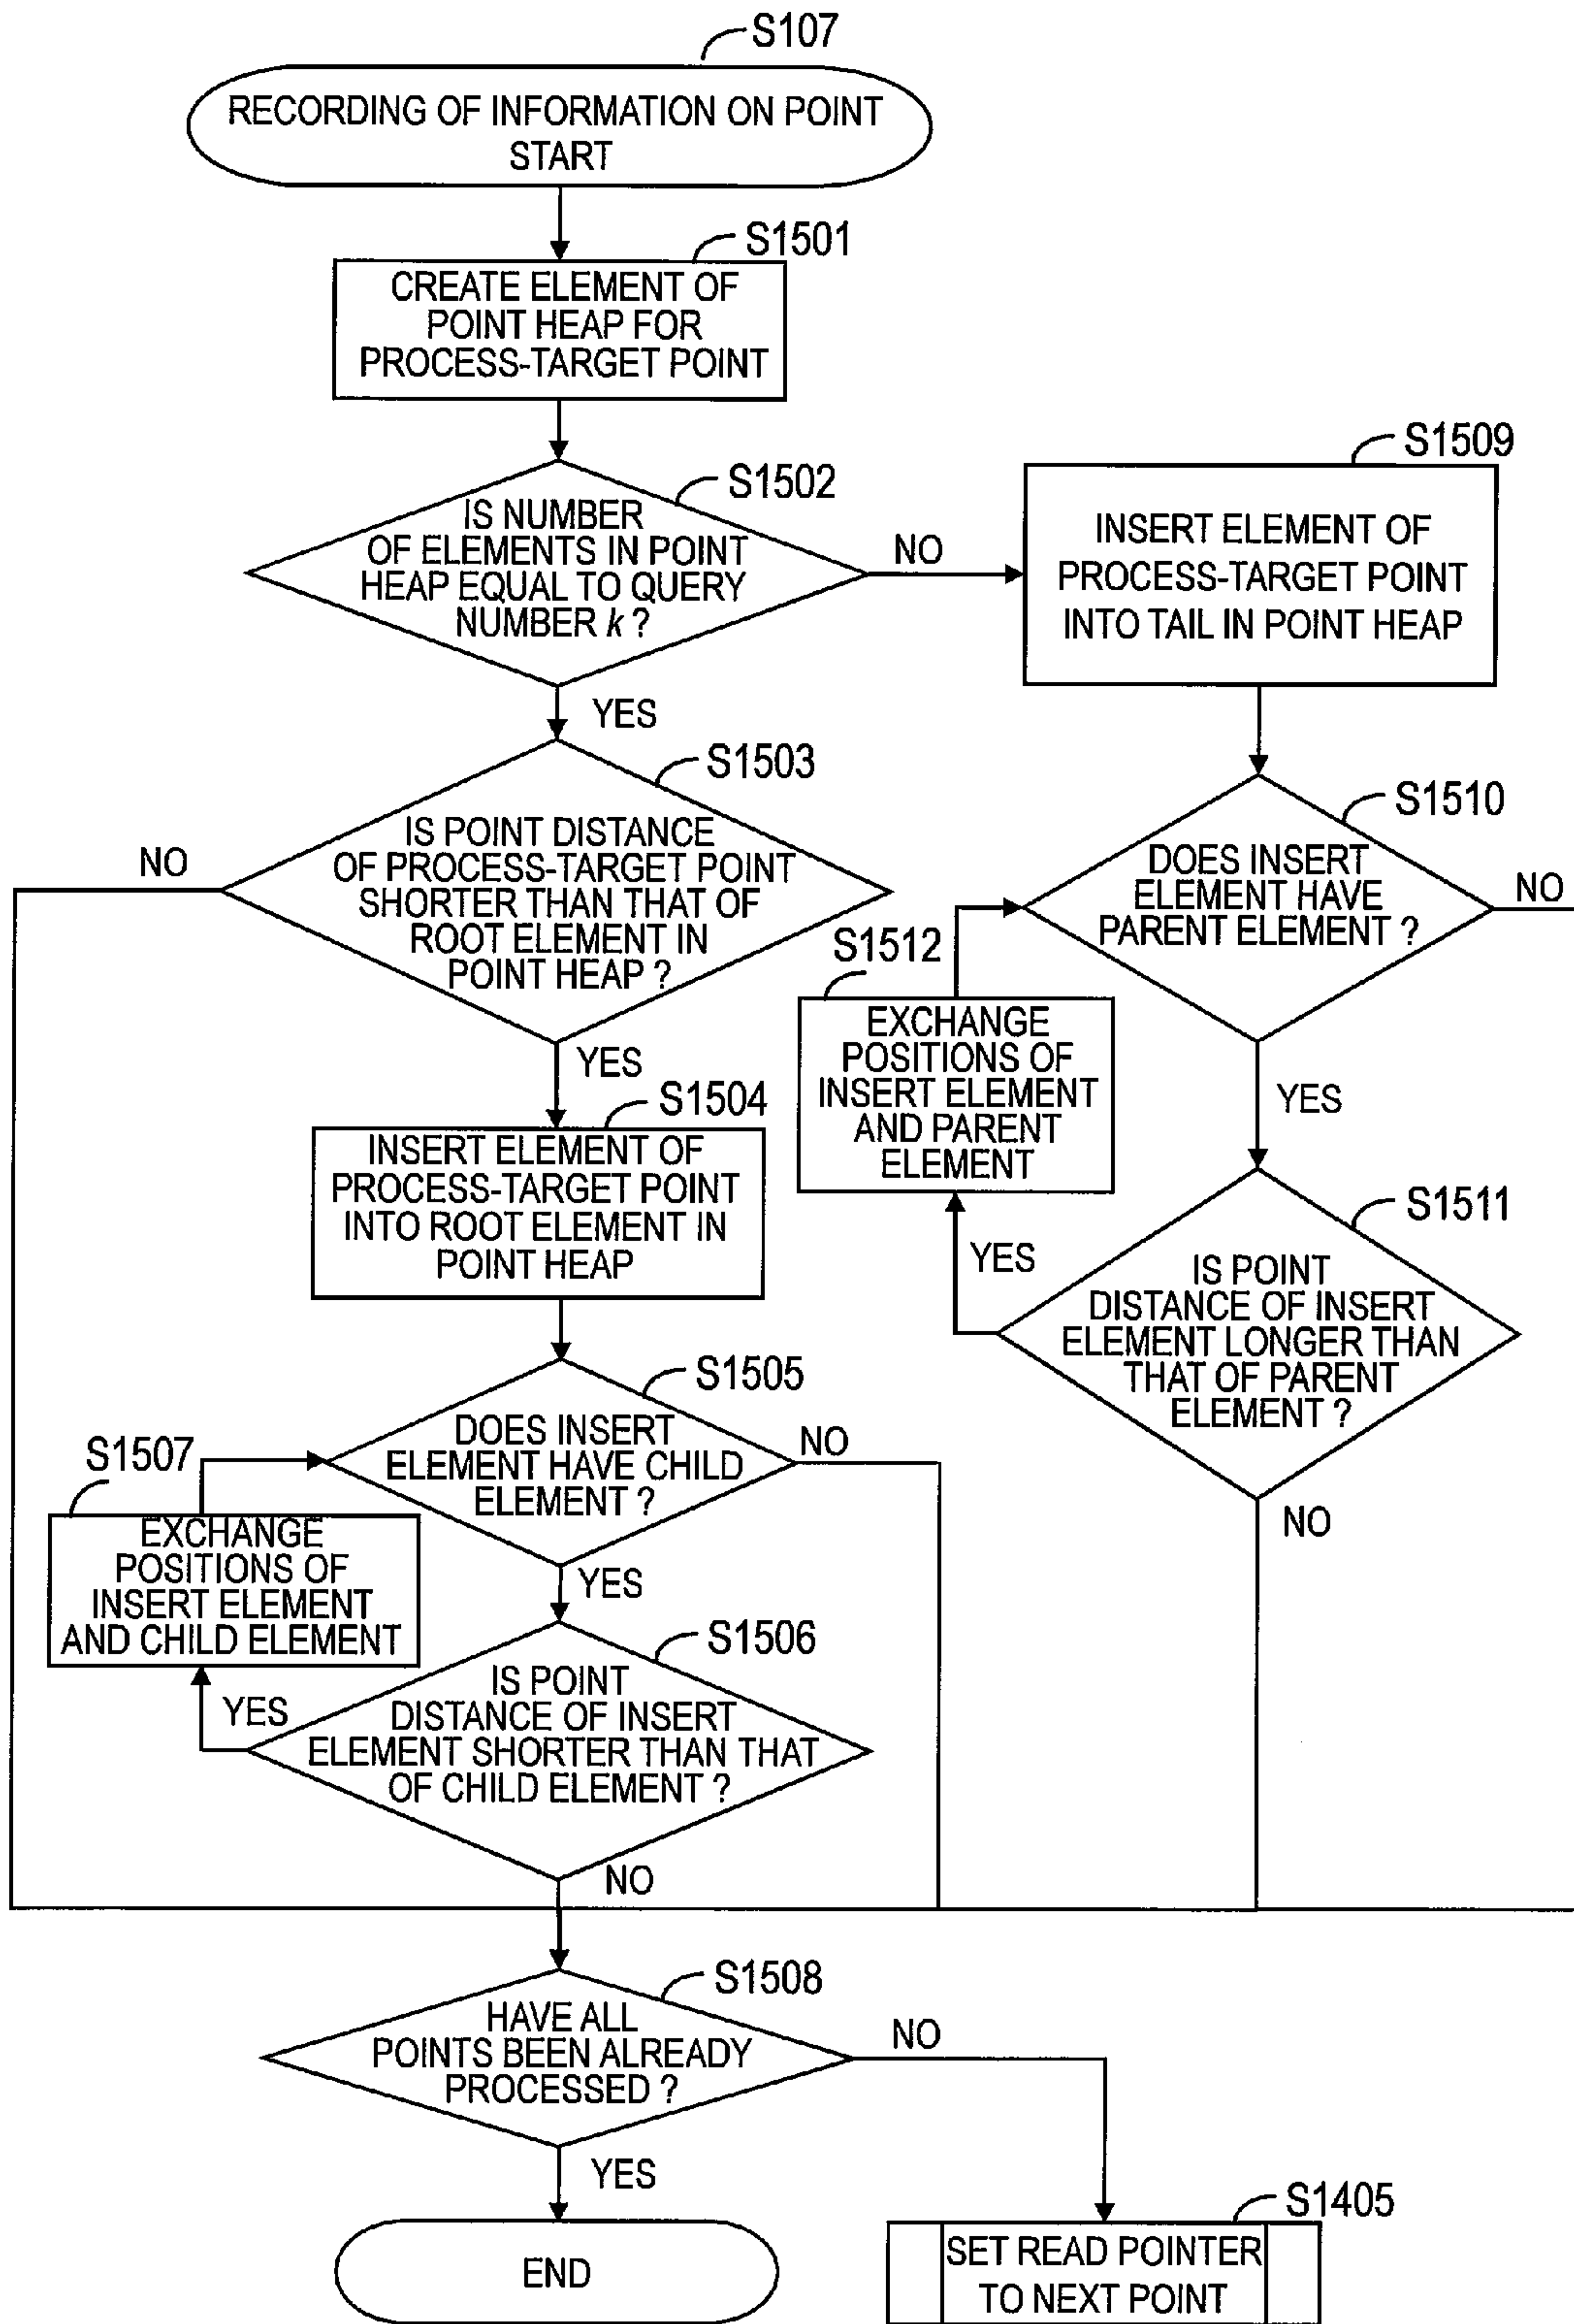 S107
RECORDING OF INFORMATION ON POINT
START
S1501
CREATE ELEMENT OF
POINT HEAP FOR
PROCESS-TARGET POINT
S1502
IS NUMBER
OF ELEMENTS IN POINT
HEAP EQUAL TO QUERY
NUMBER k ?
NO
YES
S1509
INSERT ELEMENT OF
PROCESS-TARGET POINT
INTO TAIL IN POINT HEAP
S1503
IS POINT DISTANCE
OF PROCESS-TARGET POINT
SHORTER THAN THAT OF
ROOT ELEMENT IN
POINT HEAP ?
NO
YES
S1510
DOES INSERT
ELEMENT HAVE
PARENT ELEMENT ?
NO
YES
S1512
EXCHANGE
POSITIONS OF
INSERT ELEMENT
AND PARENT
ELEMENT
S1504
INSERT ELEMENT OF
PROCESS-TARGET POINT
INTO ROOT ELEMENT IN
POINT HEAP
S1511
IS POINT
DISTANCE OF INSERT
ELEMENT LONGER THAN
THAT OF PARENT
ELEMENT ?
YES
NO
S1505
DOES INSERT
ELEMENT HAVE CHILD
ELEMENT ?
NO
YES
S1507
EXCHANGE
POSITIONS OF
INSERT ELEMENT
AND CHILD ELEMENT
S1506
IS POINT
DISTANCE OF INSERT
ELEMENT SHORTER THAN THAT
OF CHILD ELEMENT ?
YES
NO
S1508
HAVE ALL
POINTS BEEN ALREADY
PROCESSED ?
NO
YES
END
S1405
SET READ POINTER
TO NEXT POINT